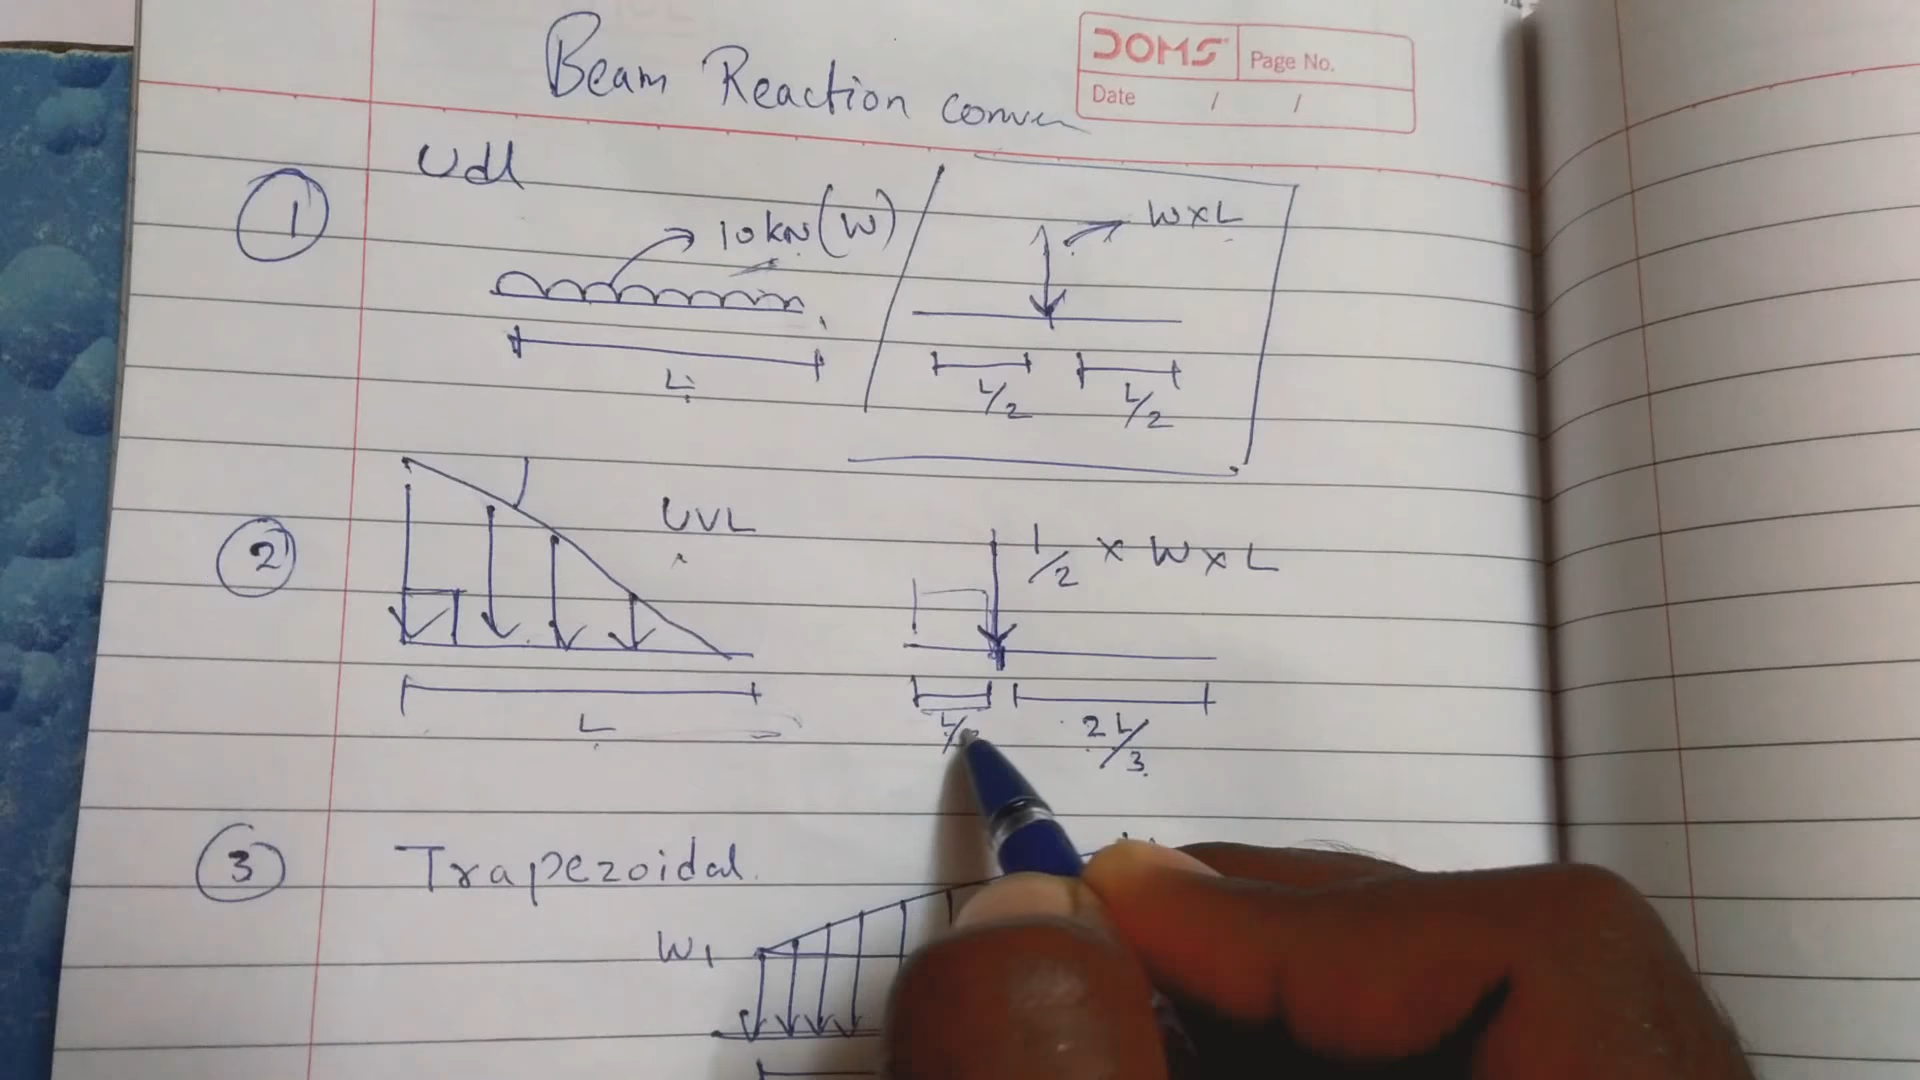 DOMS
Page No.
Date / /
Beam Reaction
Udl
1
10kN (W)
W×L
L
L/2
L/2
2
UVL
1/2 × W × L
L
2L/3
3
Trapezoidal.
W1